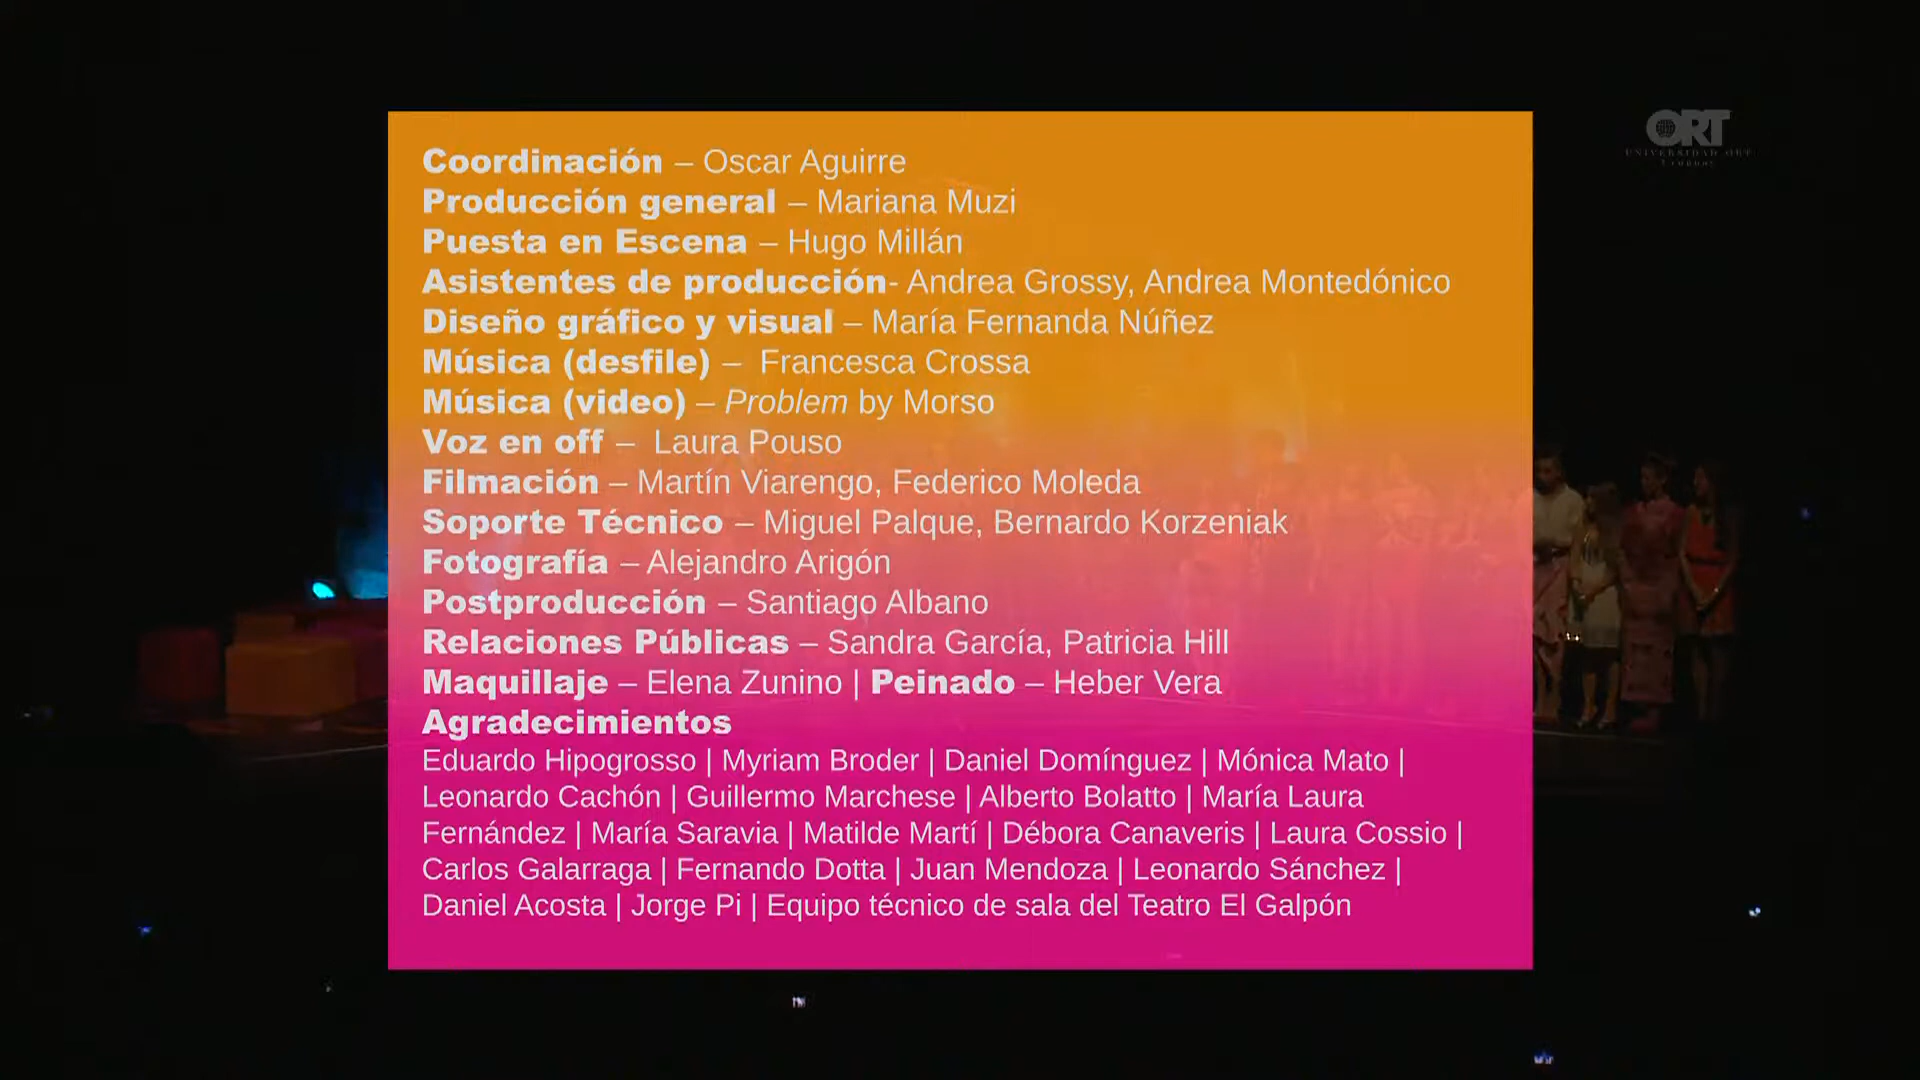 Coordinación – Oscar Aguirre
Producción general – Mariana Muzi
Puesta en Escena – Hugo Millán
Asistentes de producción- Andrea Grossy, Andrea Montedónico
Diseño gráfico y visual – María Fernanda Núñez
Música (desfile) – Francesca Crossa
Música (video) – Problem by Morso
Voz en off – Laura Pouso
Filmación – Martín Viarengo, Federico Moleda
Soporte Técnico – Miguel Palque, Bernardo Korzeniak
Fotografía – Alejandro Arigón
Postproducción – Santiago Albano
Relaciones Públicas – Sandra García, Patricia Hill
Maquillaje – Elena Zunino | Peinado – Heber Vera
Agradecimientos
Eduardo Hipogrosso | Myriam Broder | Daniel Domínguez | Mónica Mato |
Leonardo Cachón | Guillermo Marchese | Alberto Bolatto | María Laura
Fernández | María Saravia | Matilde Martí | Débora Canaveris | Laura Cossio |
Carlos Galarraga | Fernando Dotta | Juan Mendoza | Leonardo Sánchez |
Daniel Acosta | Jorge Pi | Equipo técnico de sala del Teatro El Galpón
ORT
UNIVERSIDAD ORT
Uruguay